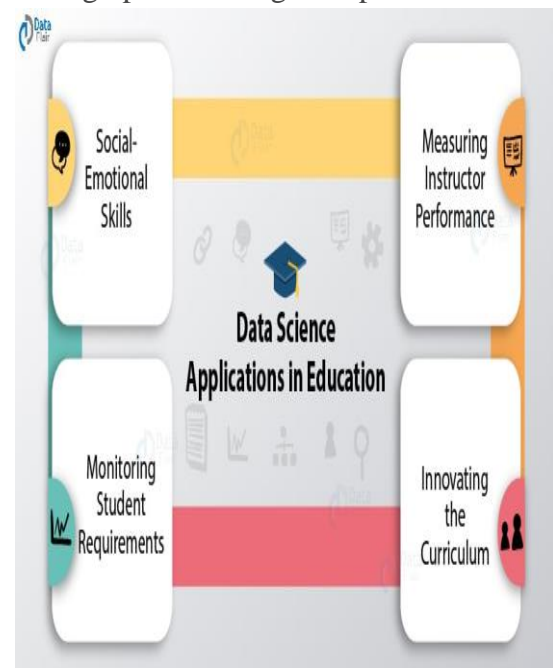 Data
Flair
Social-
Emotional
Skills
Measuring
Instructor
Performance
Data Science
Applications in Education
Monitoring
Student
Requirements
Innovating
the
Curriculum